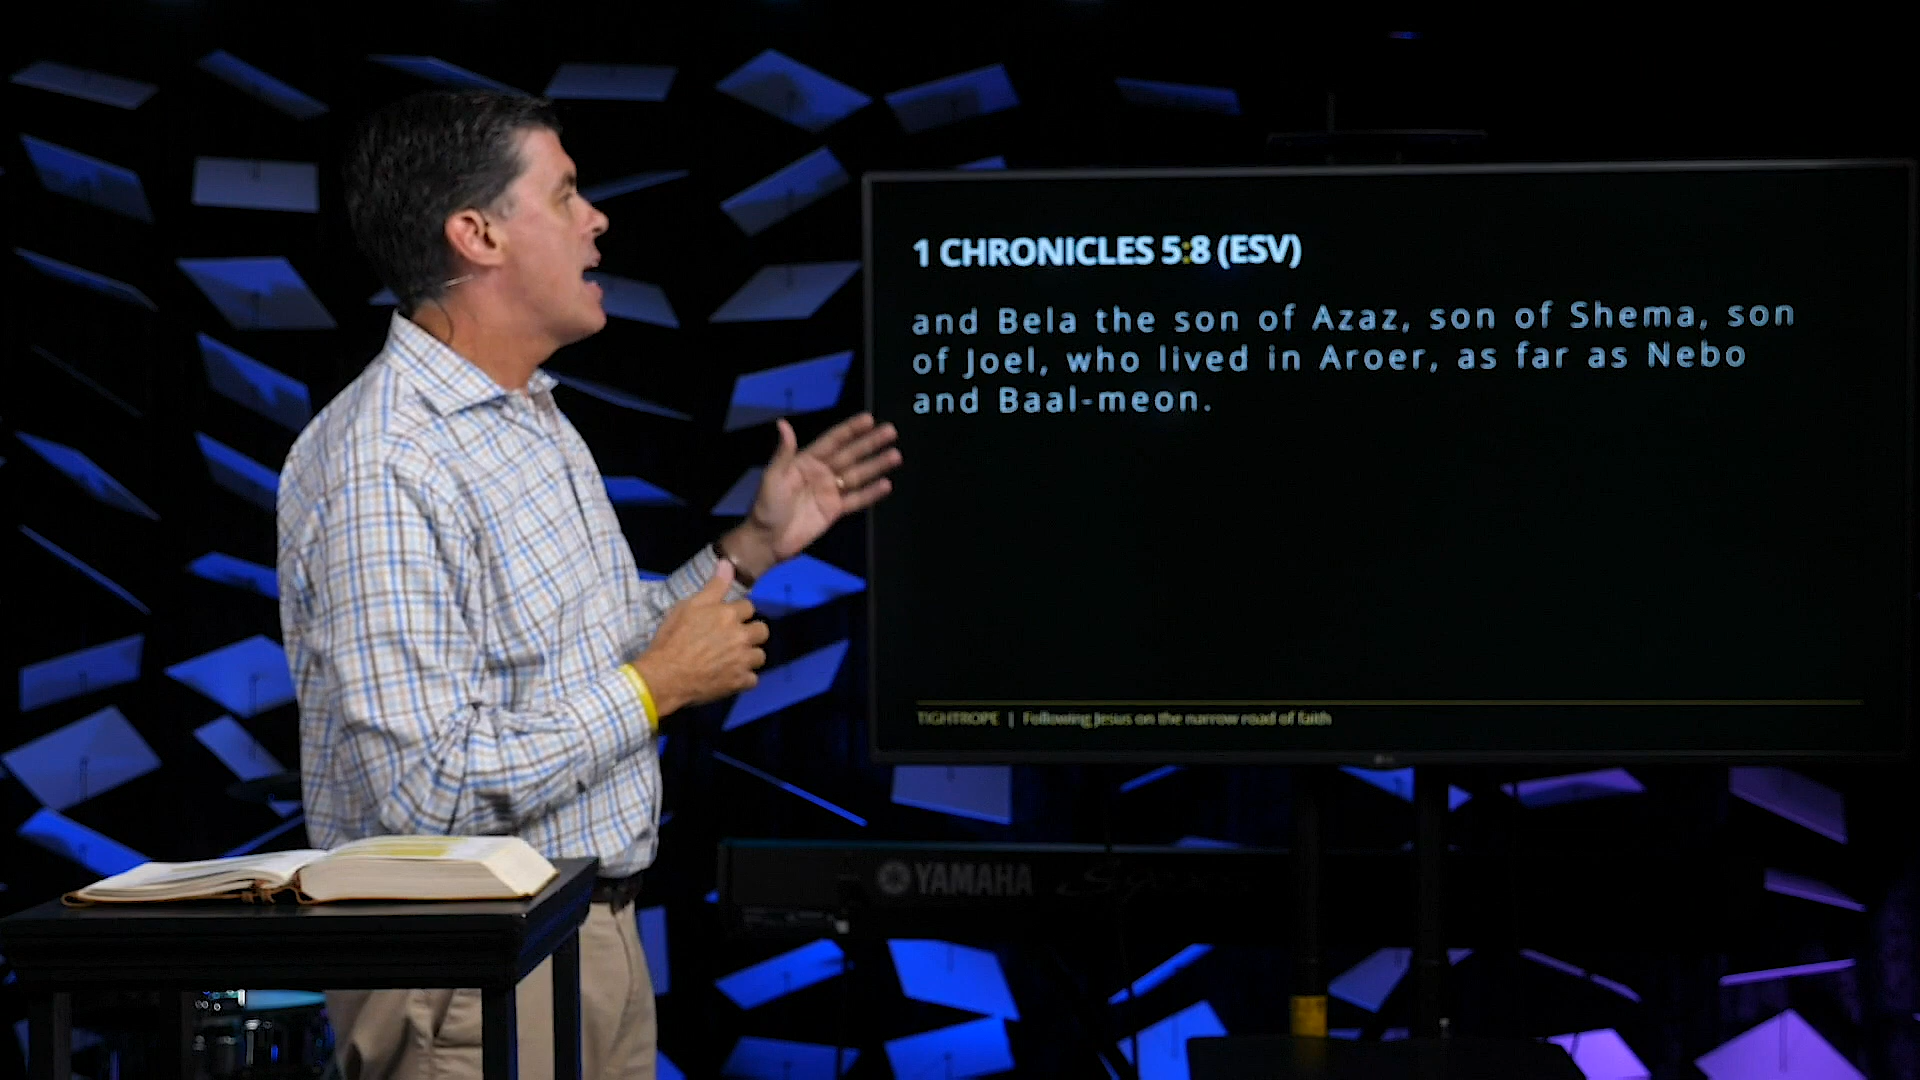 1 CHRONICLES 5:8 (ESV)
and Bela the son of Azaz, son of Shema, son
of Joel, who lived in Aroer, as far as Nebo
and Baal-meon.
TIGHTROPE | Following Jesus on the narrow road of faith
LG
YAMAHA